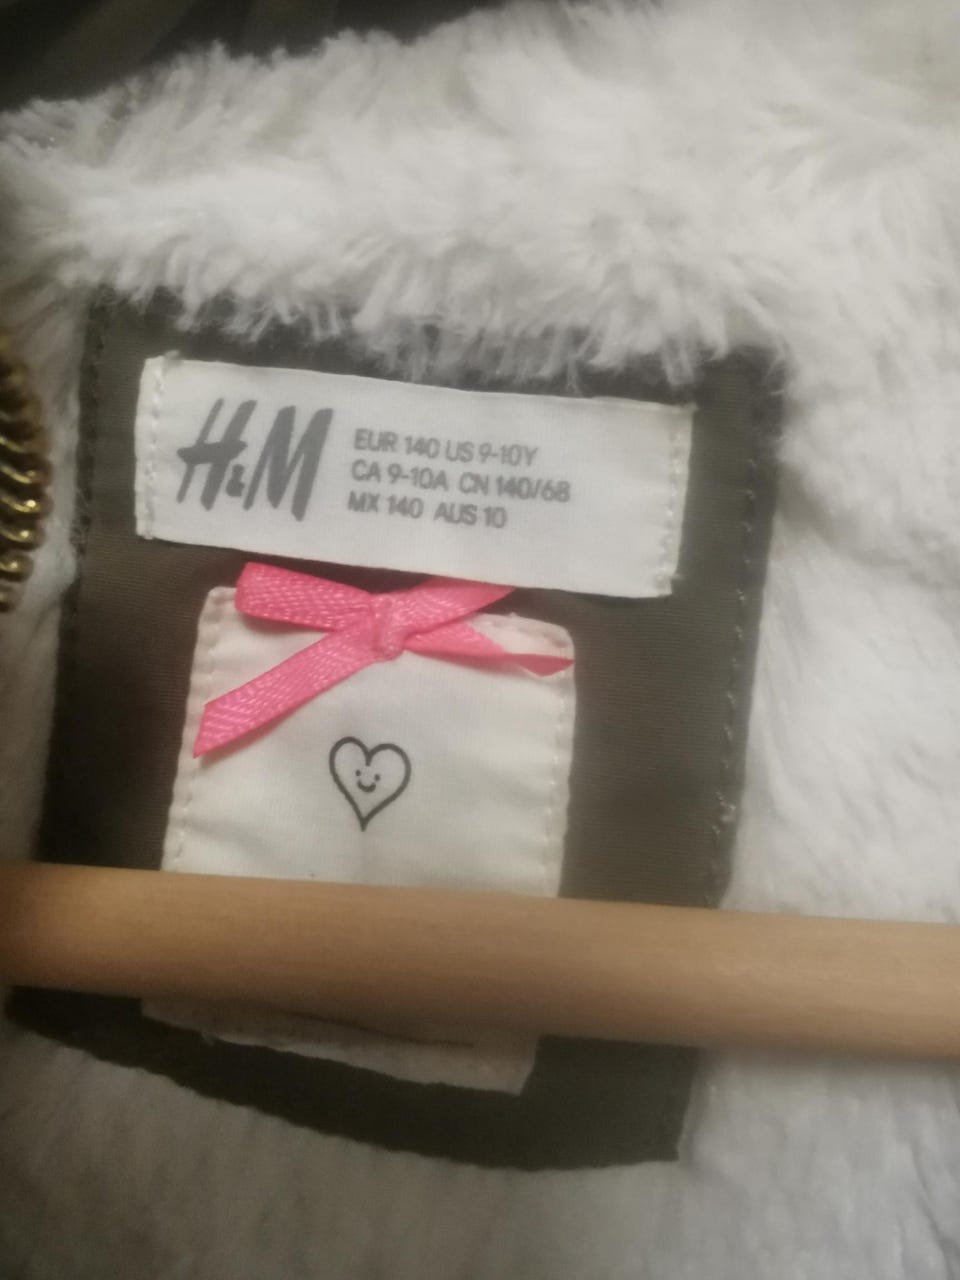 H&M
EUR 140 US 9-10Y
CA 9-10A CN 140/68
MX 140 AUS 10